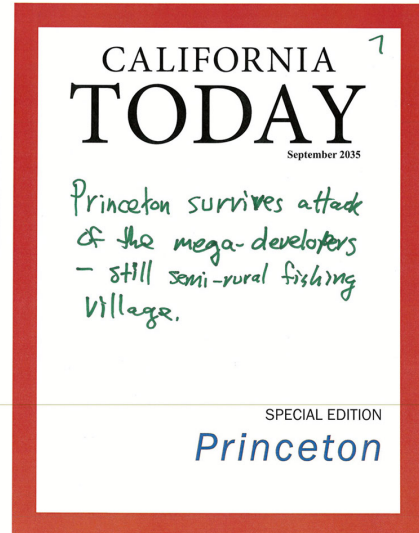 7
CALIFORNIA
TODAY
September 2035
Princeton survives attack
of the mega-developers
— still semi-rural fishing
village.
SPECIAL EDITION
Princeton